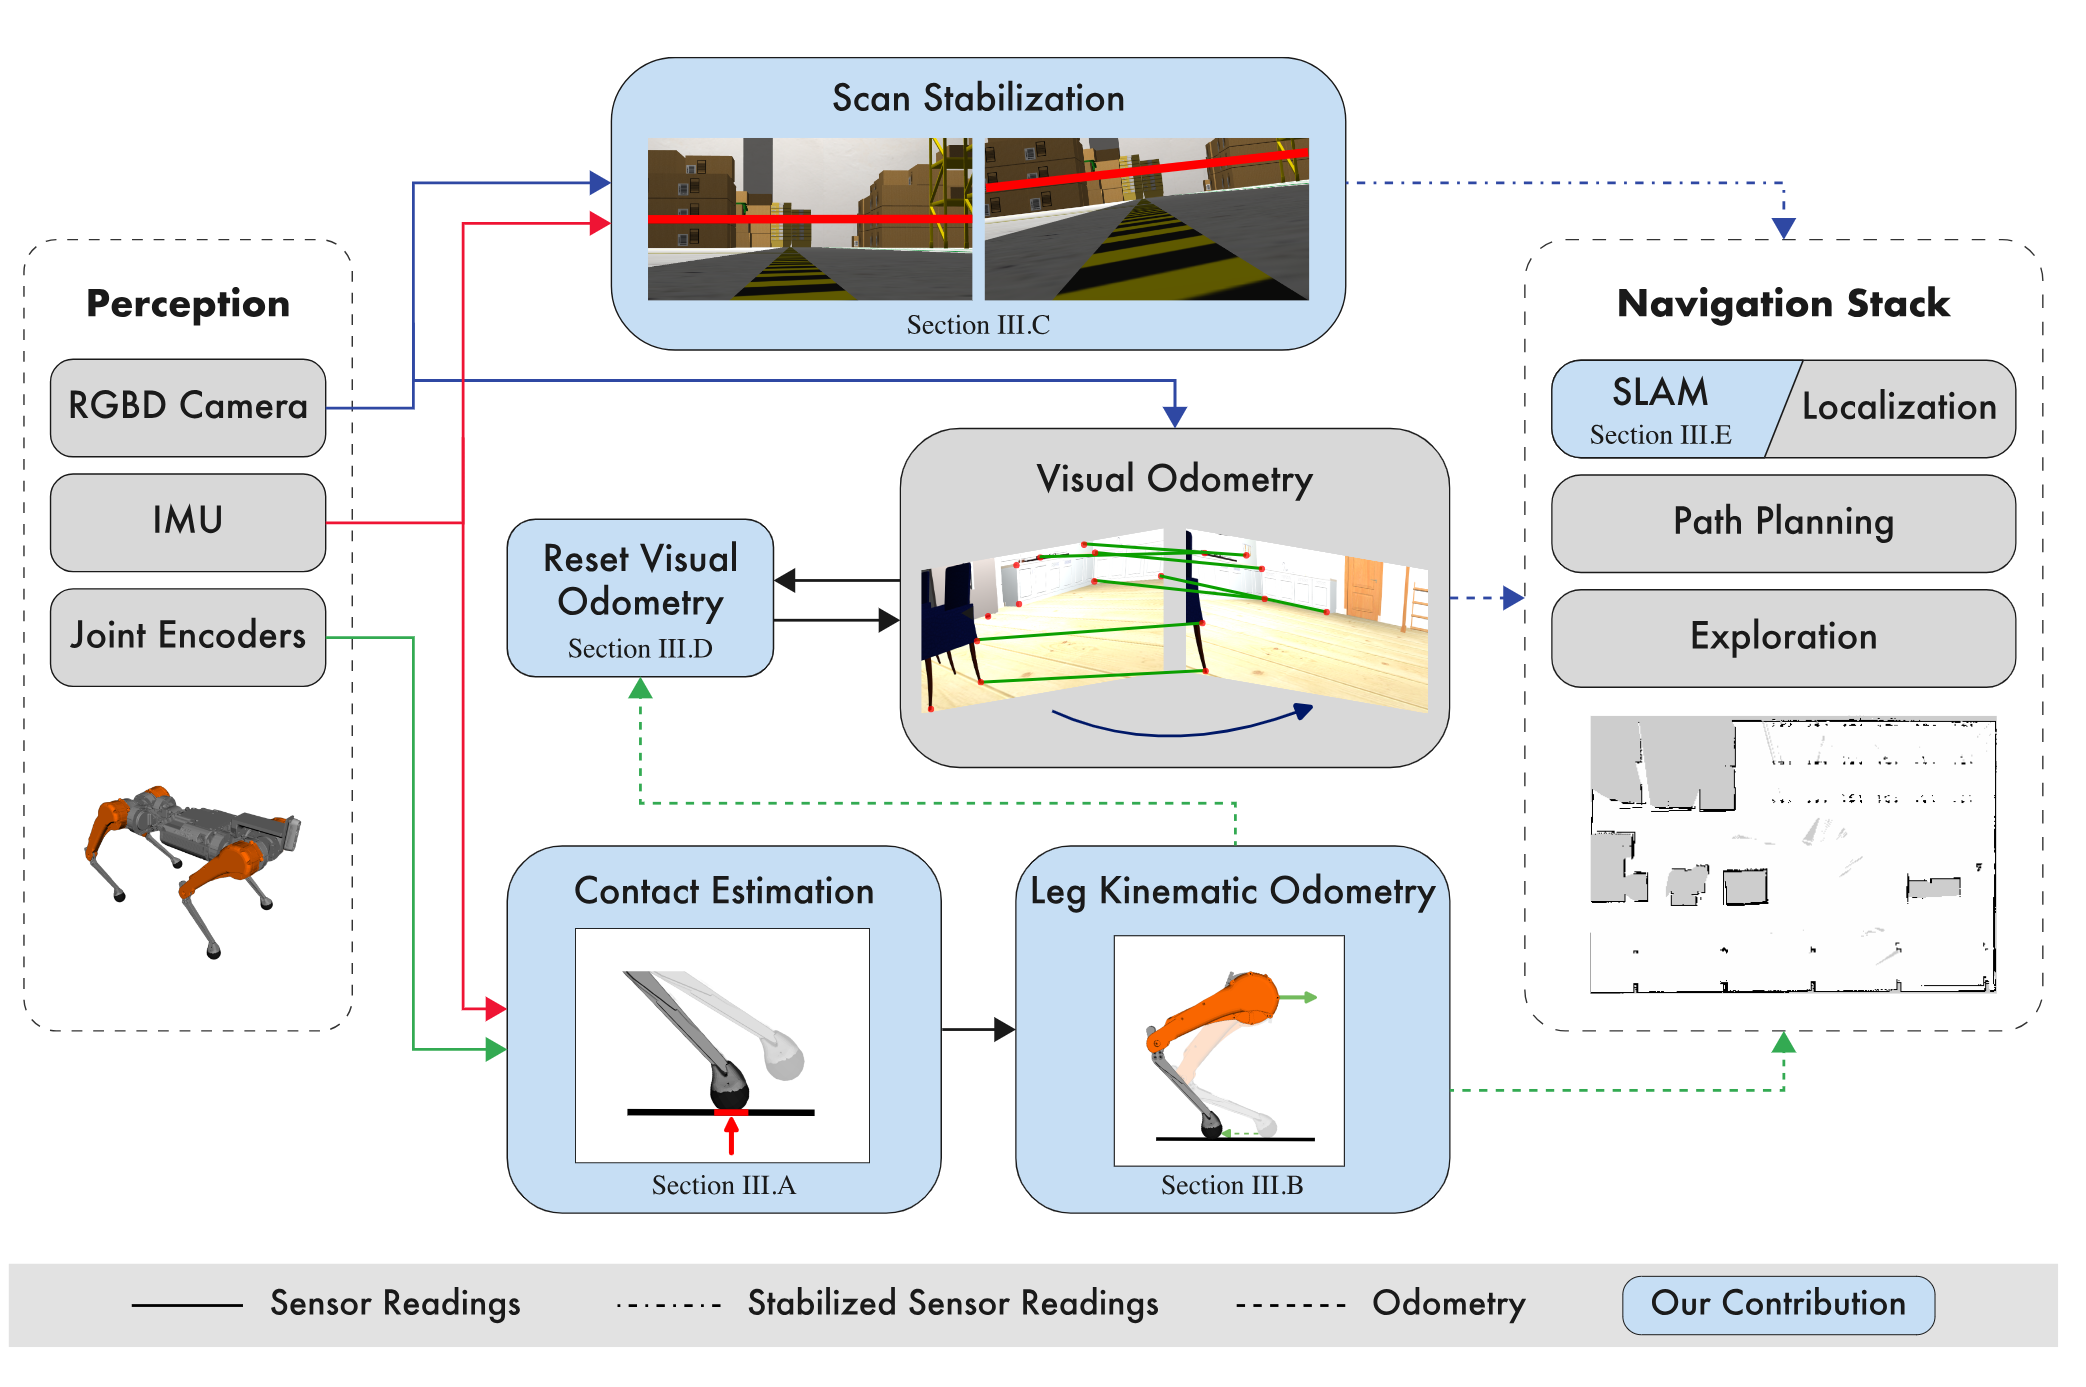 Scan Stabilization
Section III.C
Perception
RGBD Camera
IMU
Joint Encoders
Reset Visual
Odometry
Section III.D
Visual Odometry
Contact Estimation
Section III.A
Leg Kinematic Odometry
Section III.B
Navigation Stack
SLAM
Section III.E
Localization
Path Planning
Exploration
Sensor Readings
Stabilized Sensor Readings
Odometry
Our Contribution